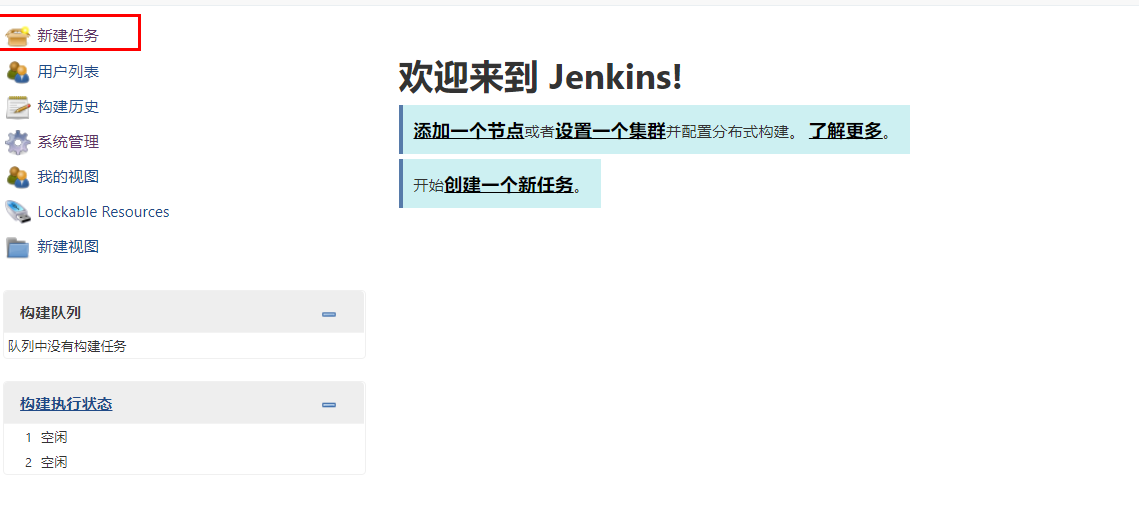 新建任务
用户列表
构建历史
系统管理
我的视图
Lockable Resources
新建视图
构建队列
队列中没有构建任务
构建执行状态
1 空闲
2 空闲
欢迎来到 Jenkins!
添加一个节点或者设置一个集群并配置分布式构建。 了解更多。
开始创建一个新任务。